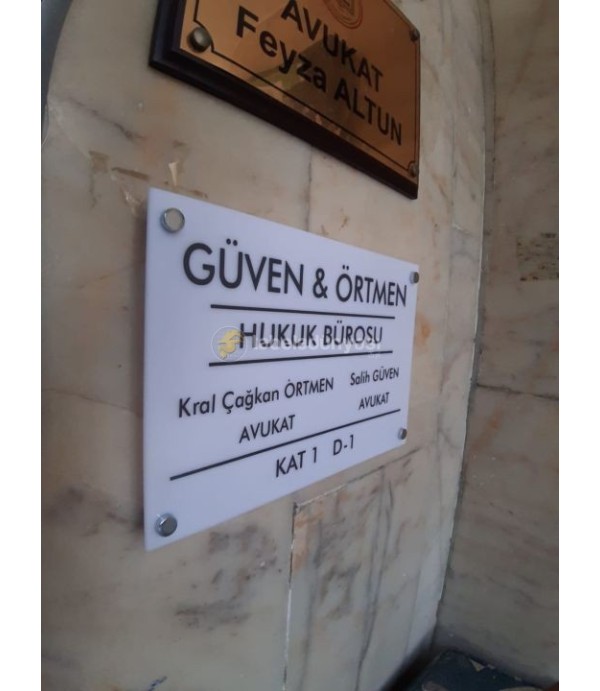 AVUKAT
Feyza ALTUN
GÜVEN & ÖRTMEN
HUKUK BÜROSU
Kral Çağkan ÖRTMEN
AVUKAT
Salih GÜVEN
AVUKAT
KAT 1 D-1